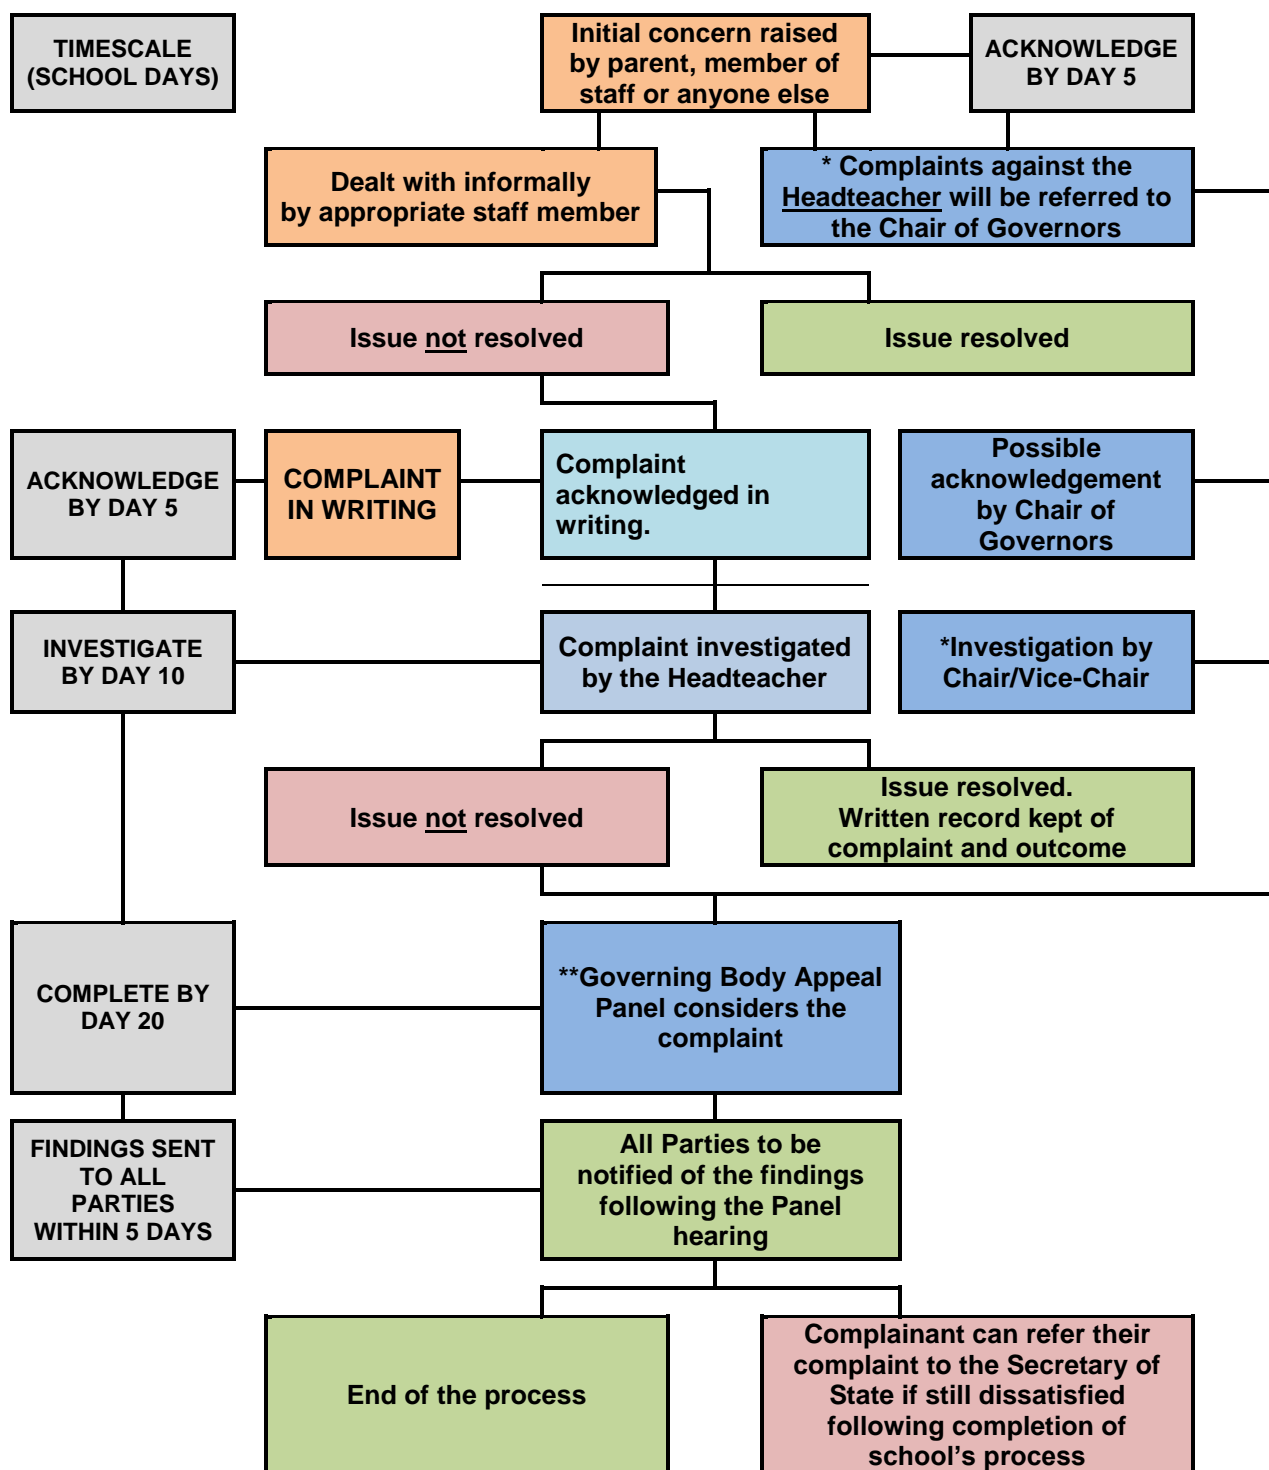 TIMESCALE
(SCHOOL DAYS)
Initial concern raised
by parent, member of
staff or anyone else
ACKNOWLEDGE
BY DAY 5
Dealt with informally
by appropriate staff member
* Complaints against the
Headteacher will be referred to
the Chair of Governors
Issue not resolved
Issue resolved
ACKNOWLEDGE
BY DAY 5
COMPLAINT
IN WRITING
Complaint
acknowledged in
writing.
Possible
acknowledgement
by Chair of
Governors
INVESTIGATE
BY DAY 10
Complaint investigated
by the Headteacher
*Investigation by
Chair/Vice-Chair
Issue not resolved
Issue resolved.
Written record kept of
complaint and outcome
COMPLETE BY
DAY 20
**Governing Body Appeal
Panel considers the
complaint
FINDINGS SENT
TO ALL
PARTIES
WITHIN 5 DAYS
All Parties to be
notified of the findings
following the Panel
hearing
End of the process
Complainant can refer their
complaint to the Secretary of
State if still dissatisfied
following completion of
school's process